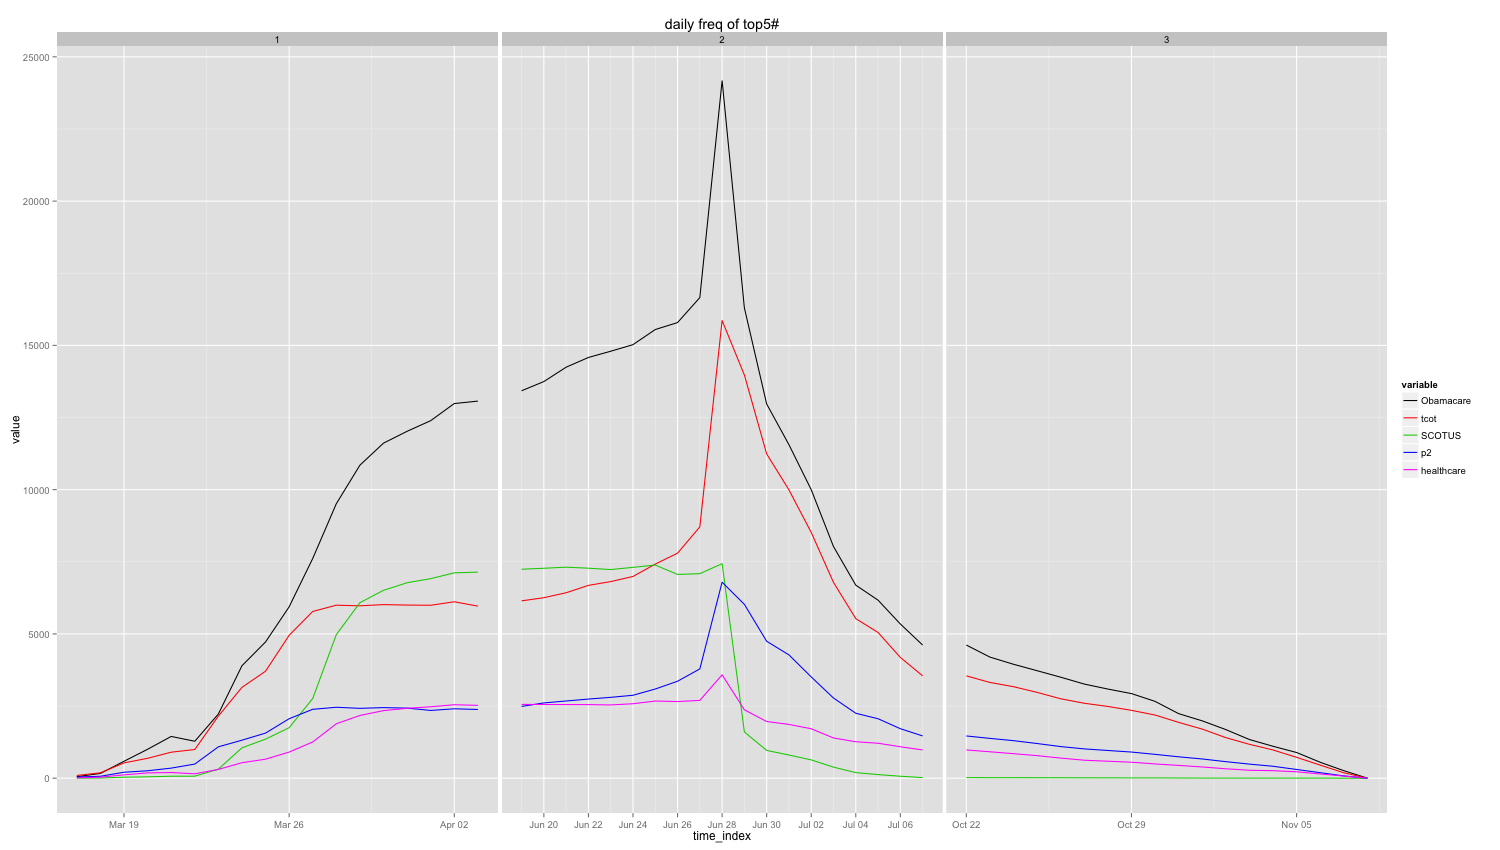 daily freq of top5#
1 2 3
25000
20000
15000
10000
5000
0
value
Mar 19 Mar 26 Apr 02 Jun 20 Jun 22 Jun 24 Jun 26 Jun 28 Jun 30 Jul 02 Jul 04 Jul 06 Oct 22 Oct 29 Nov 05
time_index
variable
Obamacare
tcot
SCOTUS
p2
healthcare